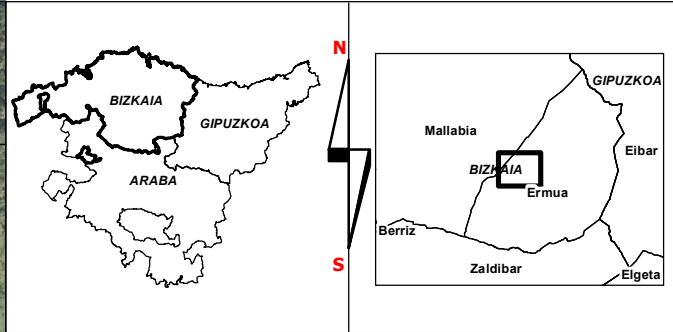 BIZKAIA
GIPUZKOA
ARABA
N
S
GIPUZKOA
Mallabia
Eibar
BIZKAIA
Ermua
Berriz
Zaldibar
Elgeta